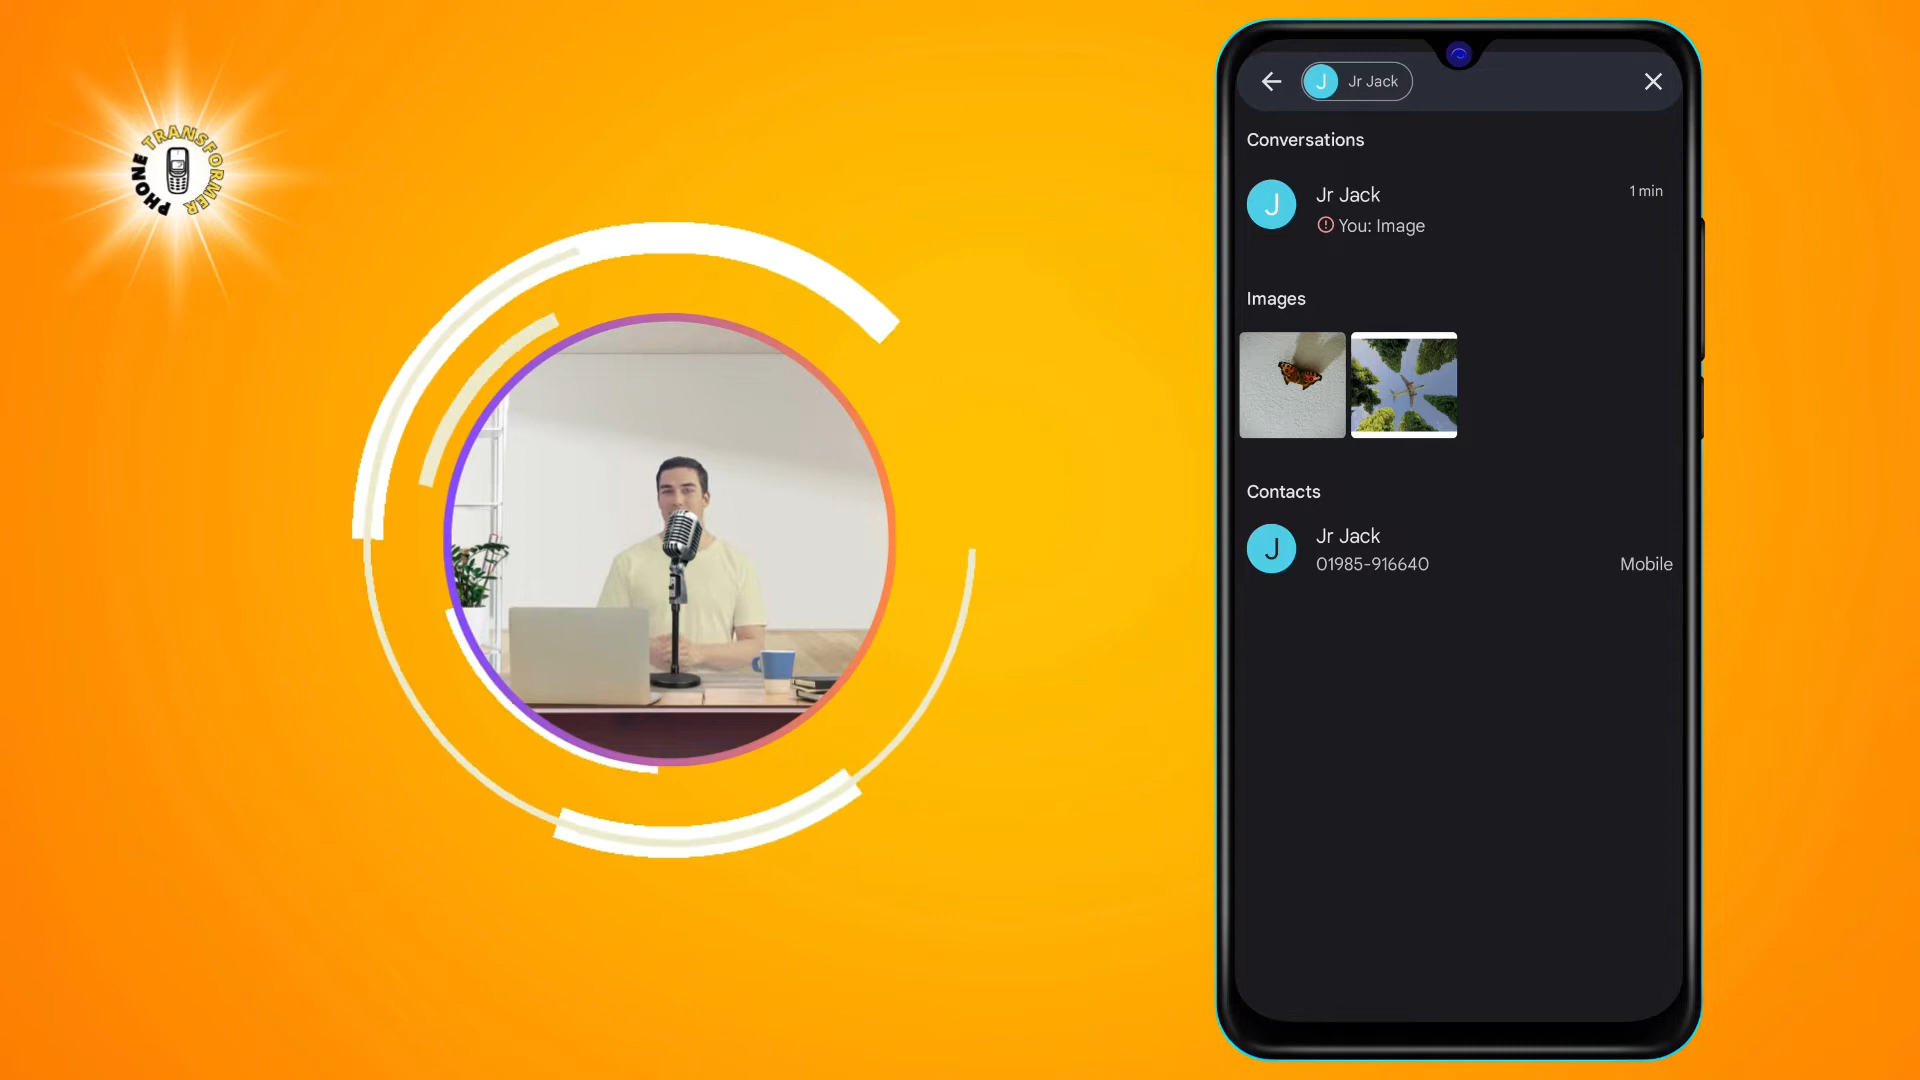 PHONE TRANSFORMER
J Jr Jack
Conversations
J
Jr Jack
1 min
You: Image
Images
Contacts
J
Jr Jack
01985-916640
Mobile